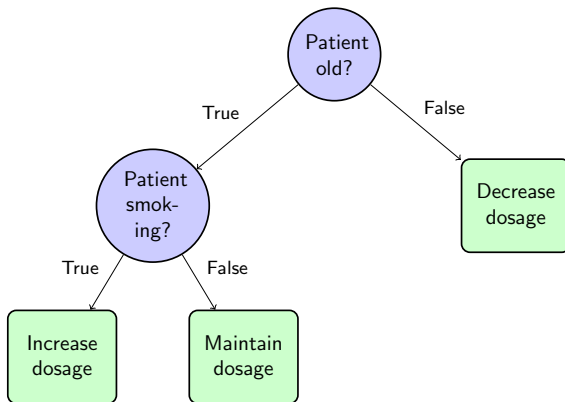 Patient
old?
True
False
Patient
smok-
ing?
Decrease
dosage
True
False
Increase
dosage
Maintain
dosage